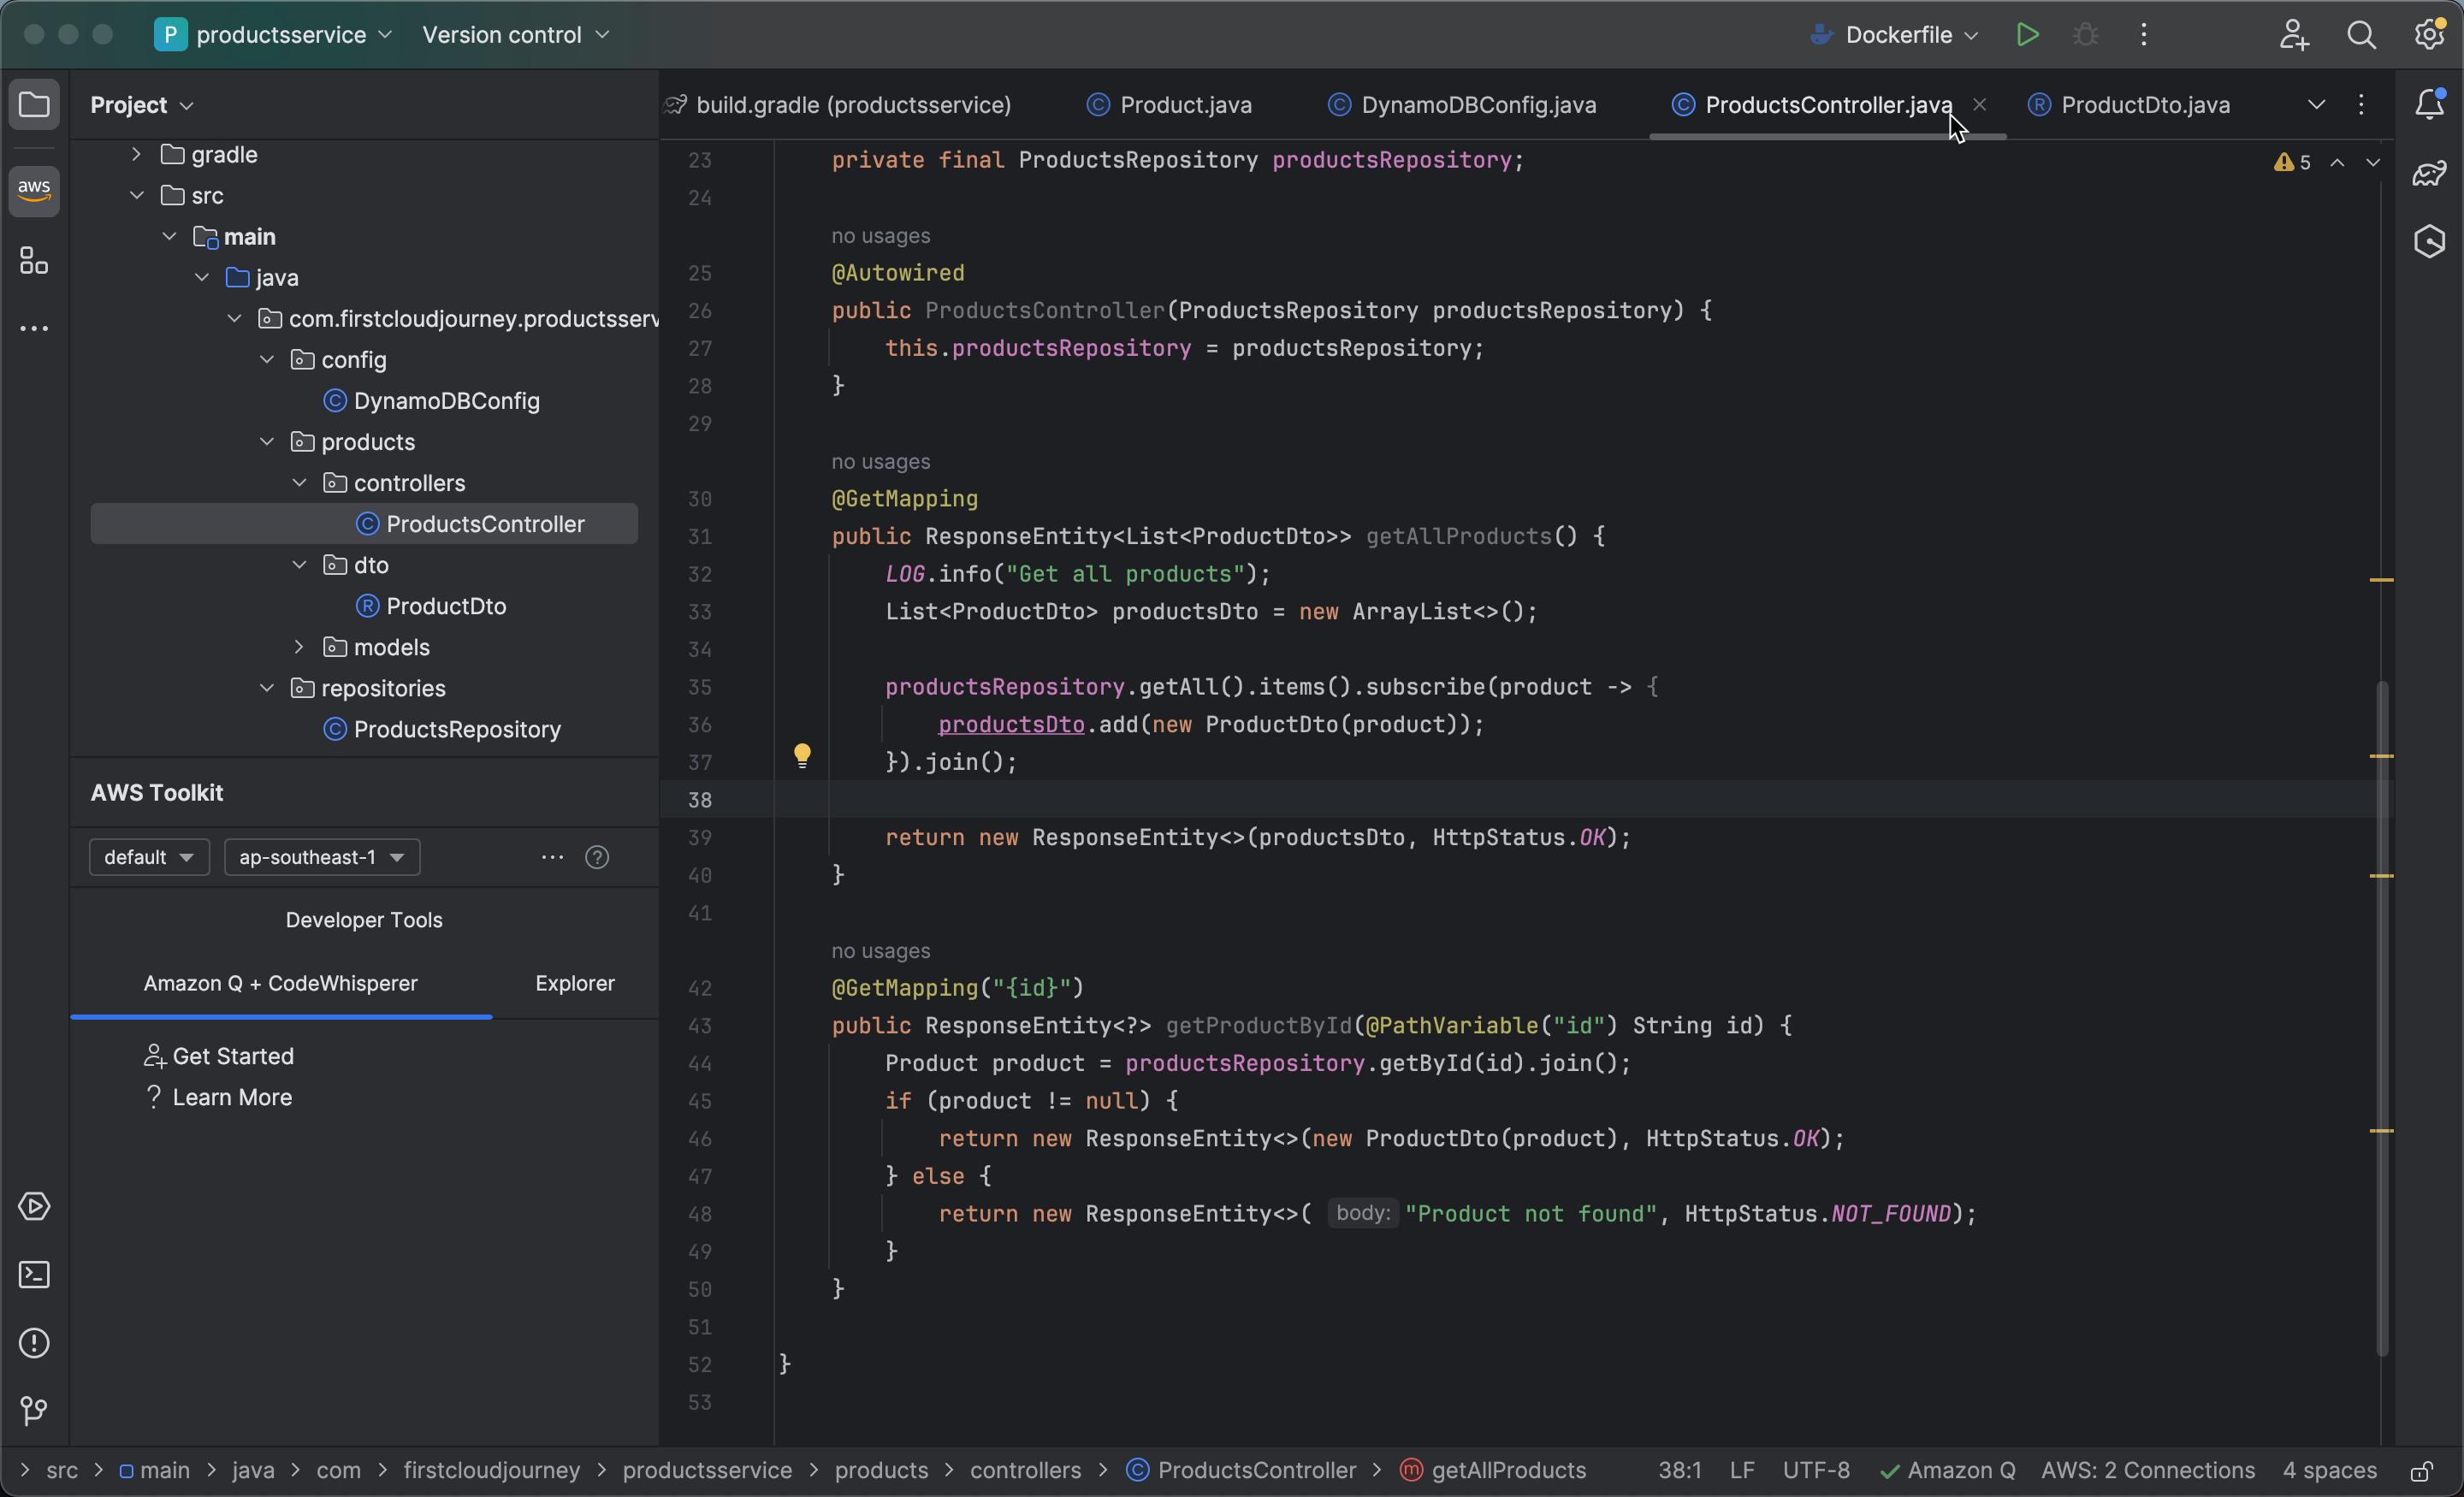 P productsservice Version control Dockerfile
Project
build.gradle (productsservice) Product.java DynamoDBConfig.java ProductsController.java ProductDto.java
aws
gradle
src
main
java
com.firstcloudjourney.productsserv
config
DynamoDBConfig
products
controllers
ProductsController
dto
ProductDto
models
repositories
ProductsRepository
AWS Toolkit
default ap-southeast-1 ?
Developer Tools
Amazon Q + CodeWhisperer Explorer
Get Started
? Learn More
5
23 private final ProductsRepository productsRepository;
24
no usages
25 @Autowired
26 public ProductsController(ProductsRepository productsRepository) {
27 this.productsRepository = productsRepository;
28 }
29
no usages
30 @GetMapping
31 public ResponseEntity<List<ProductDto>> getAllProducts() {
32 LOG.info("Get all products");
33 List<ProductDto> productsDto = new ArrayList<>();
34
35 productsRepository.getAll().items().subscribe(product -> {
36 productsDto.add(new ProductDto(product));
37 }).join();
38
39 return new ResponseEntity<>(productsDto, HttpStatus.OK);
40 }
41
no usages
42 @GetMapping("{id}")
43 public ResponseEntity<?> getProductById(@PathVariable("id") String id) {
44 Product product = productsRepository.getById(id).join();
45 if (product != null) {
46 return new ResponseEntity<>(new ProductDto(product), HttpStatus.OK);
47 } else {
48 return new ResponseEntity<>( body: "Product not found", HttpStatus.NOT_FOUND);
49 }
50 }
51
52 }
53
> src > main > java > com > firstcloudjourney > productsservice > products > controllers > C ProductsController > m getAllProducts 38:1 LF UTF-8 Amazon Q AWS: 2 Connections 4 spaces